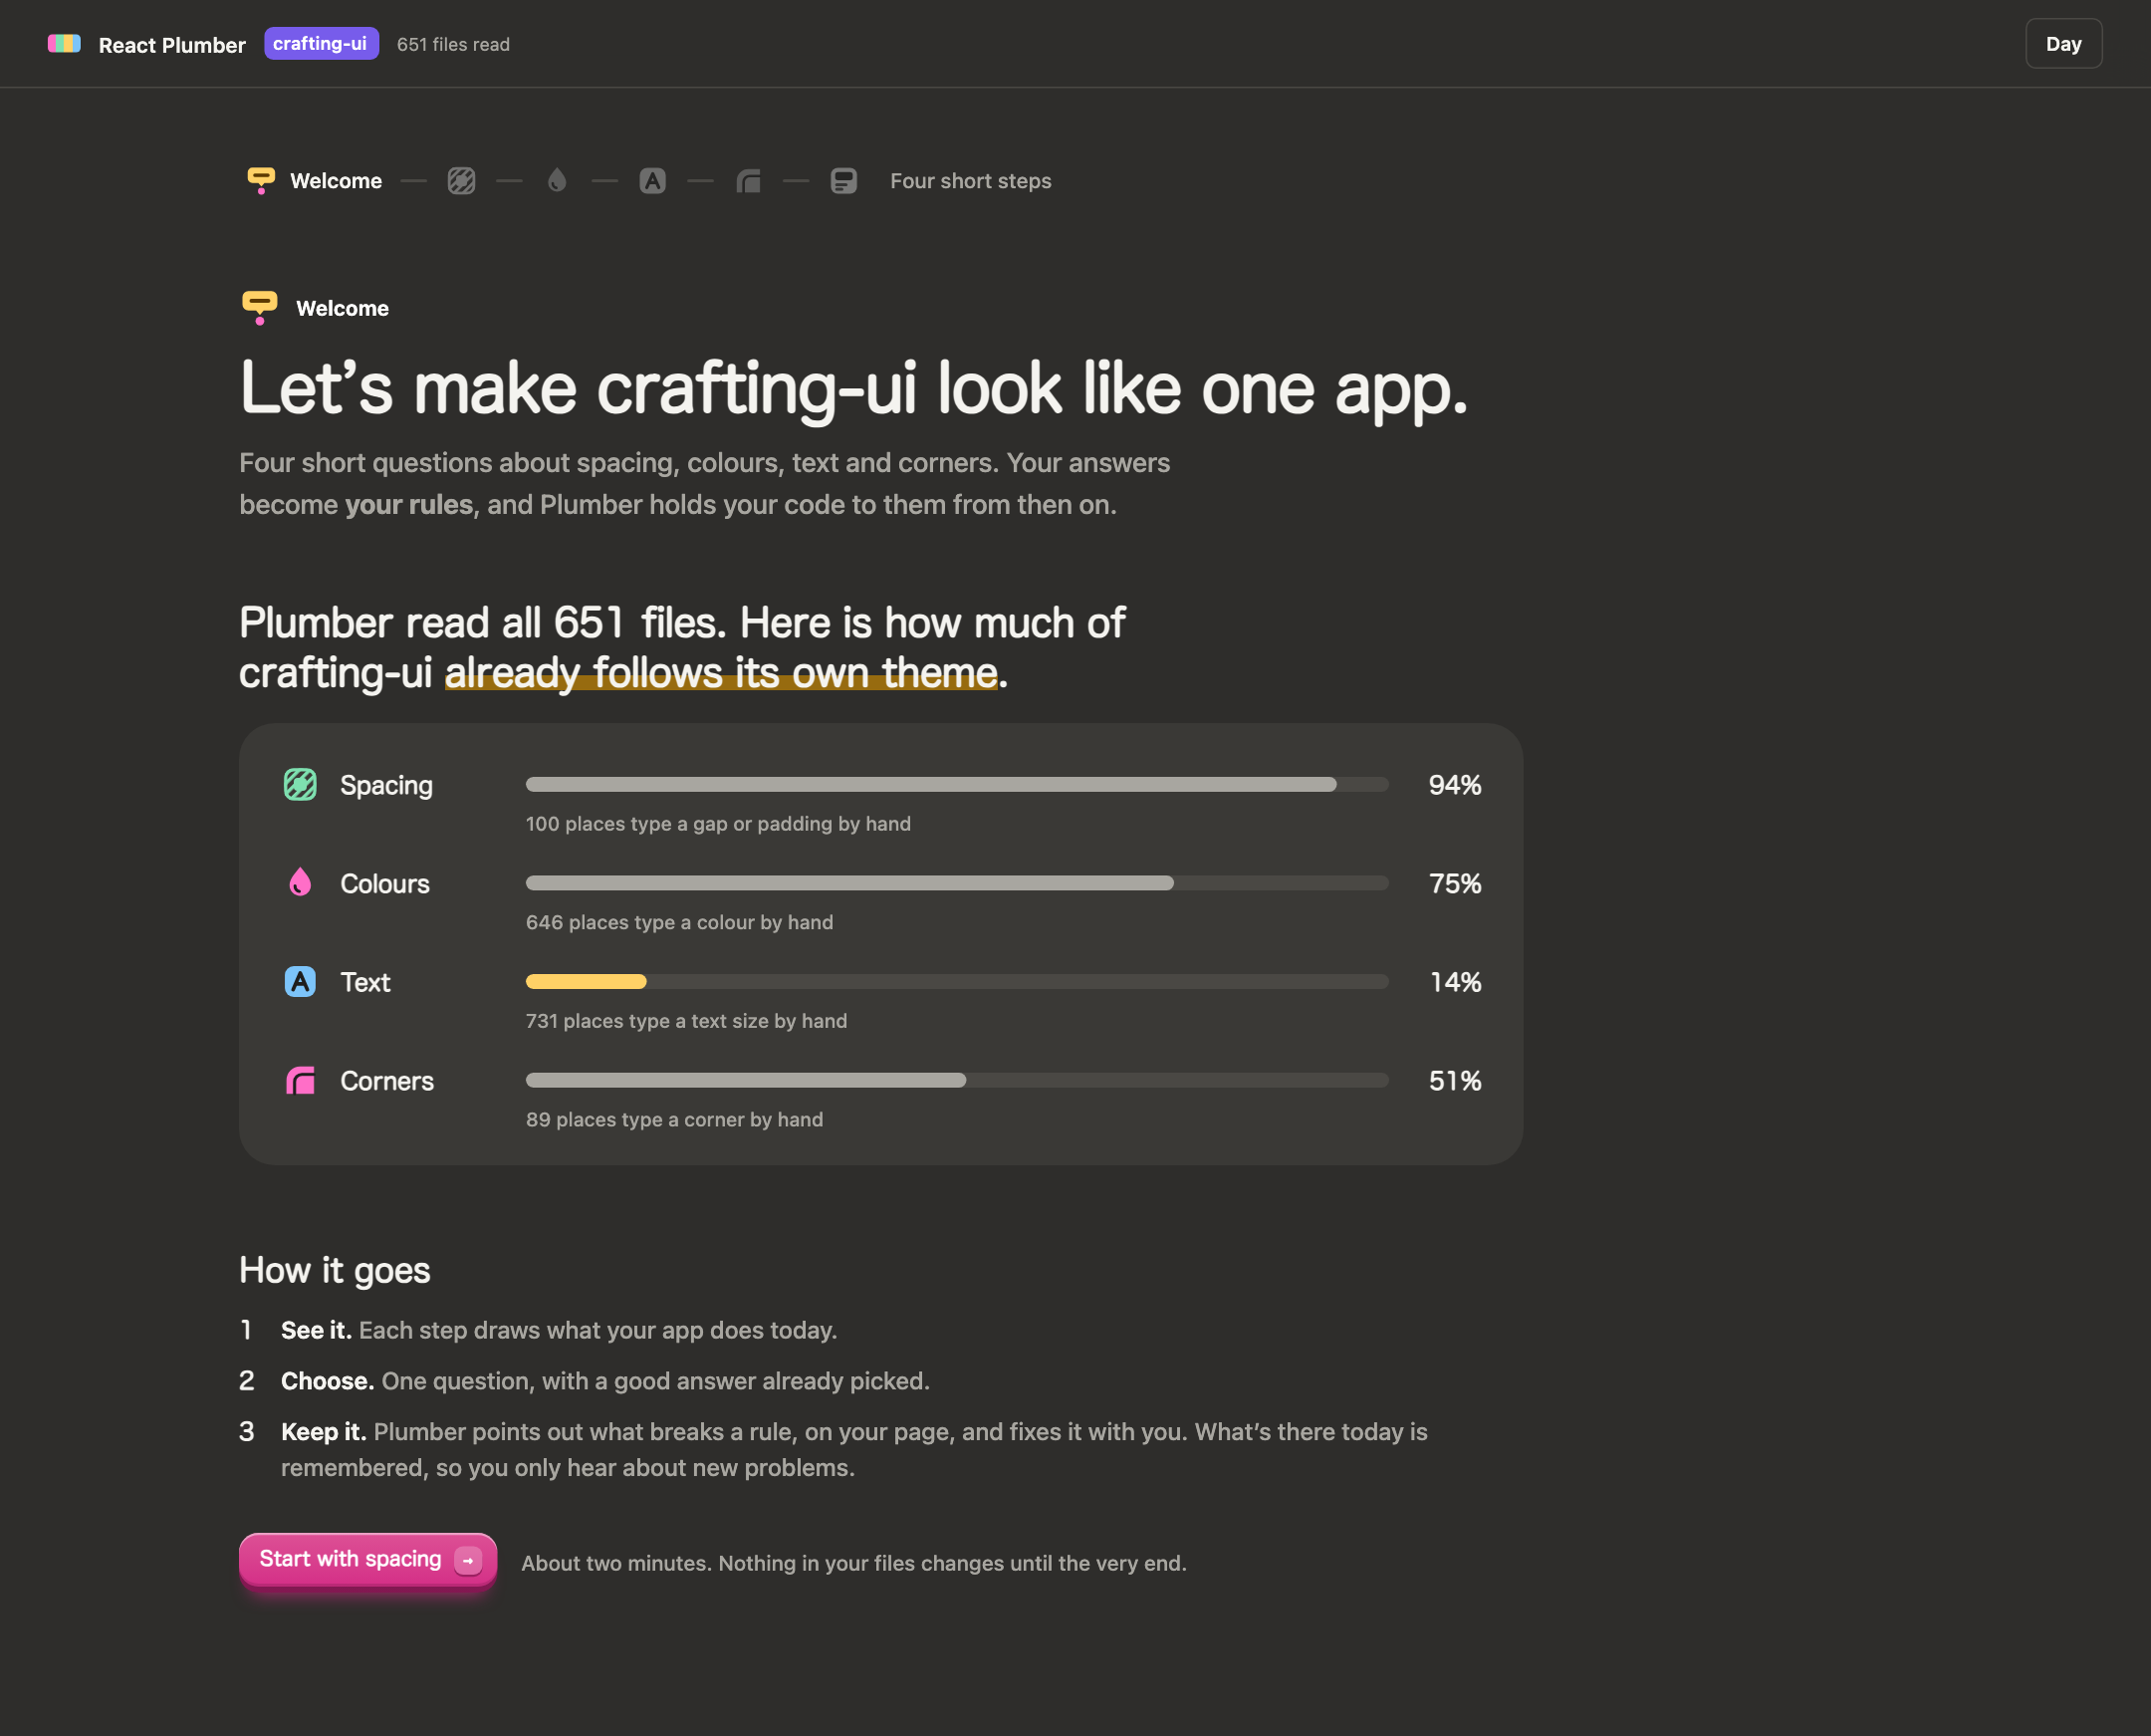 React Plumber crafting-ui 651 files read Day
Welcome Four short steps
Welcome
Let’s make crafting-ui look like one app.
Four short questions about spacing, colours, text and corners. Your answers
become your rules, and Plumber holds your code to them from then on.
Plumber read all 651 files. Here is how much of
crafting-ui already follows its own theme.
Spacing 94%
100 places type a gap or padding by hand
Colours 75%
646 places type a colour by hand
A Text 14%
731 places type a text size by hand
Corners 51%
89 places type a corner by hand
How it goes
1 See it. Each step draws what your app does today.
2 Choose. One question, with a good answer already picked.
3 Keep it. Plumber points out what breaks a rule, on your page, and fixes it with you. What’s there today is
remembered, so you only hear about new problems.
Start with spacing → About two minutes. Nothing in your files changes until the very end.